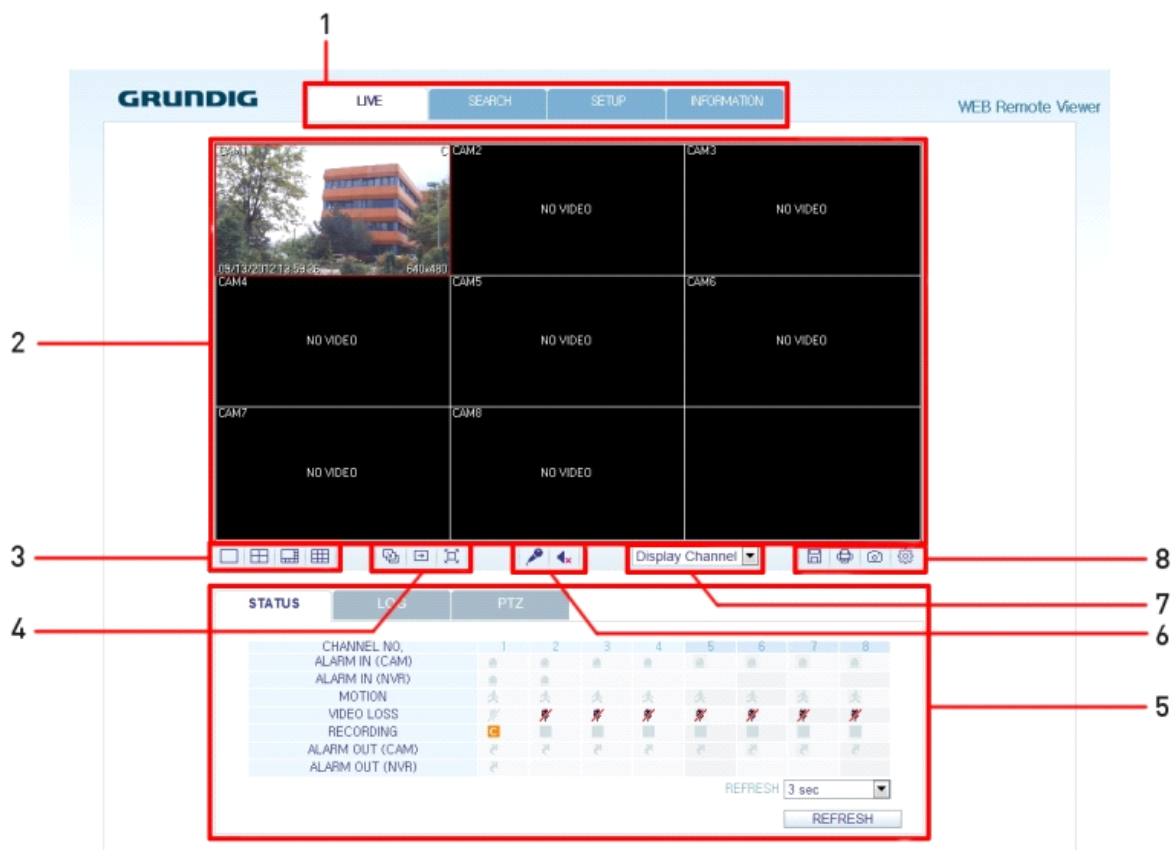 1
GRUNDIG
LIVE SEARCH SETUP INFORMATION
WEB Remote Viewer
CAM1 C
09/13/2012 13:59:26 640x480
CAM2
NO VIDEO
CAM3
NO VIDEO
CAM4
NO VIDEO
CAM5
NO VIDEO
CAM6
NO VIDEO
CAM7
NO VIDEO
CAM8
NO VIDEO
2
3
Display Channel
8
7
4
6
STATUS LOG PTZ
CHANNEL NO, 1 2 3 4 5 6 7 8
ALARM IN (CAM)
ALARM IN (NVR)
MOTION
VIDEO LOSS
RECORDING C
ALARM OUT (CAM)
ALARM OUT (NVR)
5
REFRESH 3 sec
REFRESH